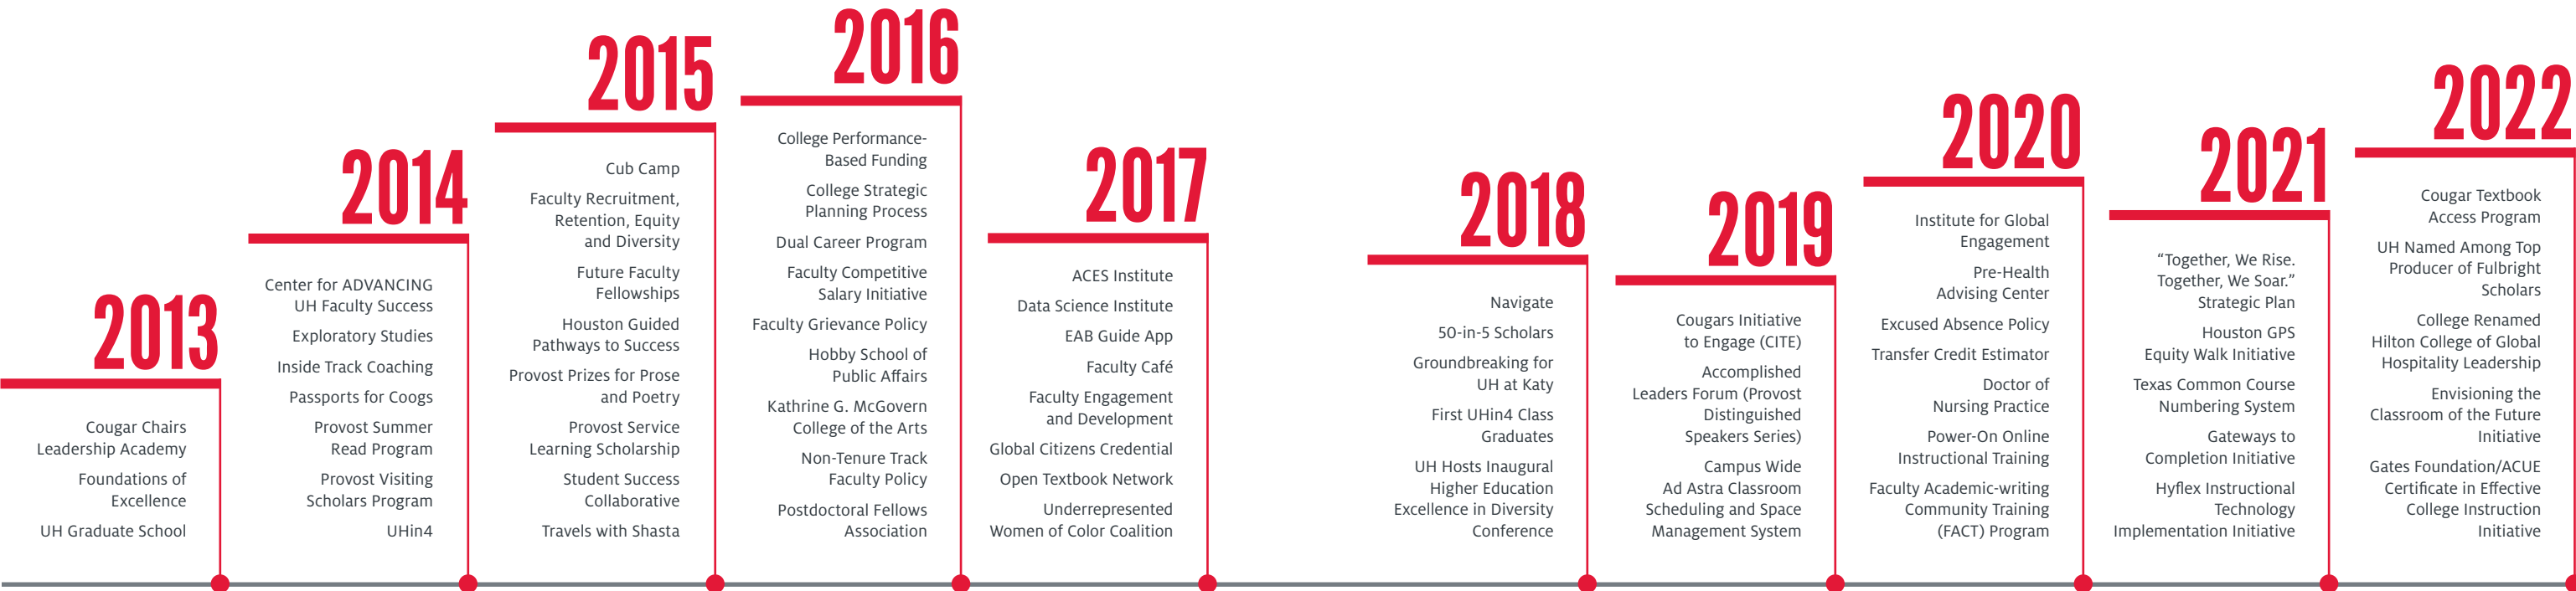 2013
Cougar Chairs
Leadership Academy
Foundations of
Excellence
UH Graduate School
2014
Center for ADVANCING
UH Faculty Success
Exploratory Studies
Inside Track Coaching
Passports for Coogs
Provost Summer
Read Program
Provost Visiting
Scholars Program
UHin4
2015
Cub Camp
Faculty Recruitment,
Retention, Equity
and Diversity
Future Faculty
Fellowships
Houston Guided
Pathways to Success
Provost Prizes for Prose
and Poetry
Provost Service
Learning Scholarship
Student Success
Collaborative
Travels with Shasta
2016
College Performance-
Based Funding
College Strategic
Planning Process
Dual Career Program
Faculty Competitive
Salary Initiative
Faculty Grievance Policy
Hobby School of
Public Affairs
Kathrine G. McGovern
College of the Arts
Non-Tenure Track
Faculty Policy
Postdoctoral Fellows
Association
2017
ACES Institute
Data Science Institute
EAB Guide App
Faculty Café
Faculty Engagement
and Development
Global Citizens Credential
Open Textbook Network
Underrepresented
Women of Color Coalition
2018
Navigate
50-in-5 Scholars
Groundbreaking for
UH at Katy
First UHin4 Class
Graduates
UH Hosts Inaugural
Higher Education
Excellence in Diversity
Conference
2019
Cougars Initiative
to Engage (CITE)
Accomplished
Leaders Forum (Provost
Distinguished
Speakers Series)
Campus Wide
Ad Astra Classroom
Scheduling and Space
Management System
2020
Institute for Global
Engagement
Pre-Health
Advising Center
Excused Absence Policy
Transfer Credit Estimator
Doctor of
Nursing Practice
Power-On Online
Instructional Training
Faculty Academic-writing
Community Training
(FACT) Program
2021
“Together, We Rise.
Together, We Soar.”
Strategic Plan
Houston GPS
Equity Walk Initiative
Texas Common Course
Numbering System
Gateways to
Completion Initiative
Hyflex Instructional
Technology
Implementation Initiative
2022
Cougar Textbook
Access Program
UH Named Among Top
Producer of Fulbright
Scholars
College Renamed
Hilton College of Global
Hospitality Leadership
Envisioning the
Classroom of the Future
Initiative
Gates Foundation/ACUE
Certificate in Effective
College Instruction
Initiative